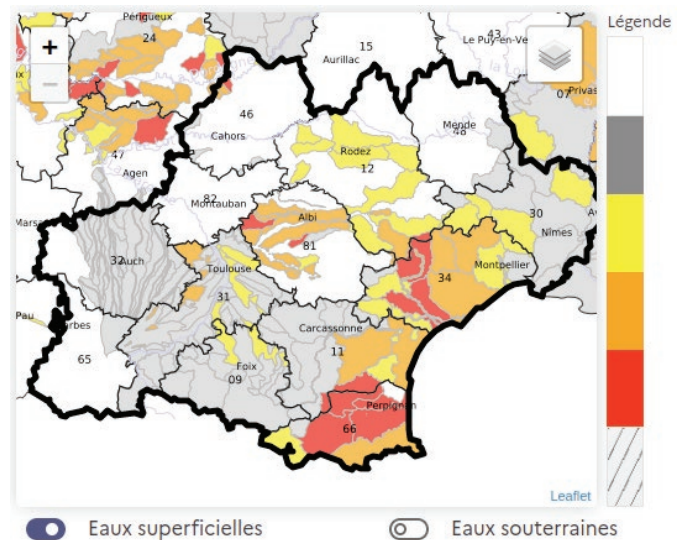 Légende
Périgueux
24
+
−
15
Aurillac
43
Le Puy-en-Ve
07
Privas
46
Cahors
Mende
48
Rodez
12
47
Agen
82
Montauban
30
Nîmes
Albi
81
32
Auch
Toulouse
31
Montpellier
34
Pau
65
Carcassonne
11
Foix
09
Perpignan
66
Leaflet
Eaux superficielles
Eaux souterraines